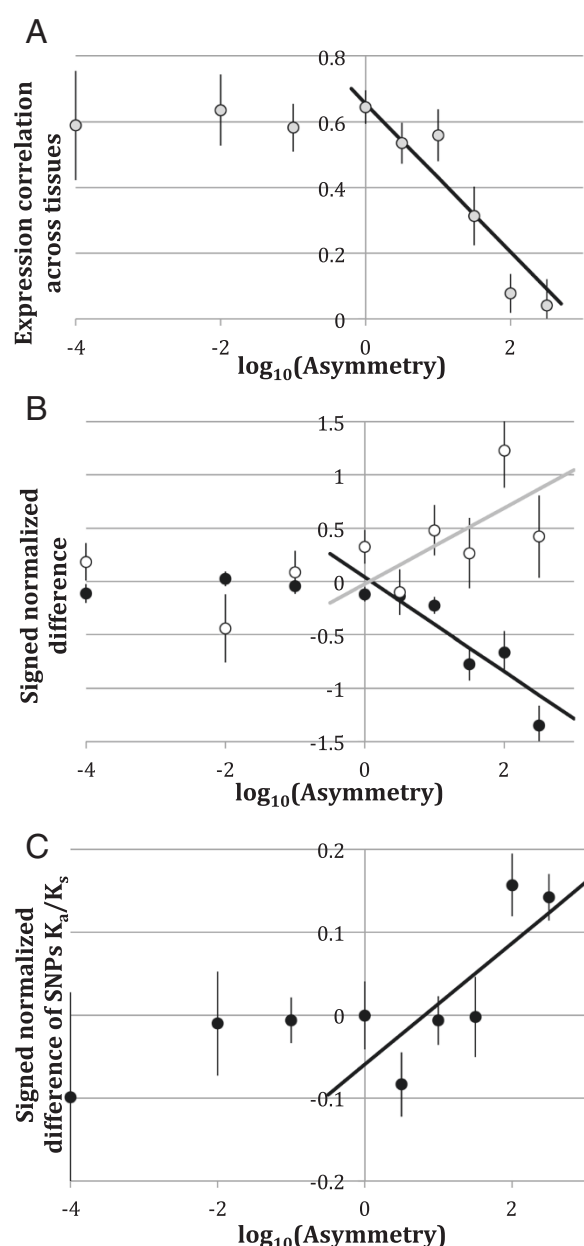 A
Expression correlation
across tissues
0.8
0.6
0.4
0.2
0
-4
-2
0
2
log10(Asymmetry)
B
Signed normalized
difference
1.5
1
0.5
0
-0.5
-1
-1.5
-4
-2
0
2
log10(Asymmetry)
C
Signed normalized
difference of SNPs Ka/Ks
0.2
0.1
0
-0.1
-0.2
-4
-2
0
2
log10(Asymmetry)